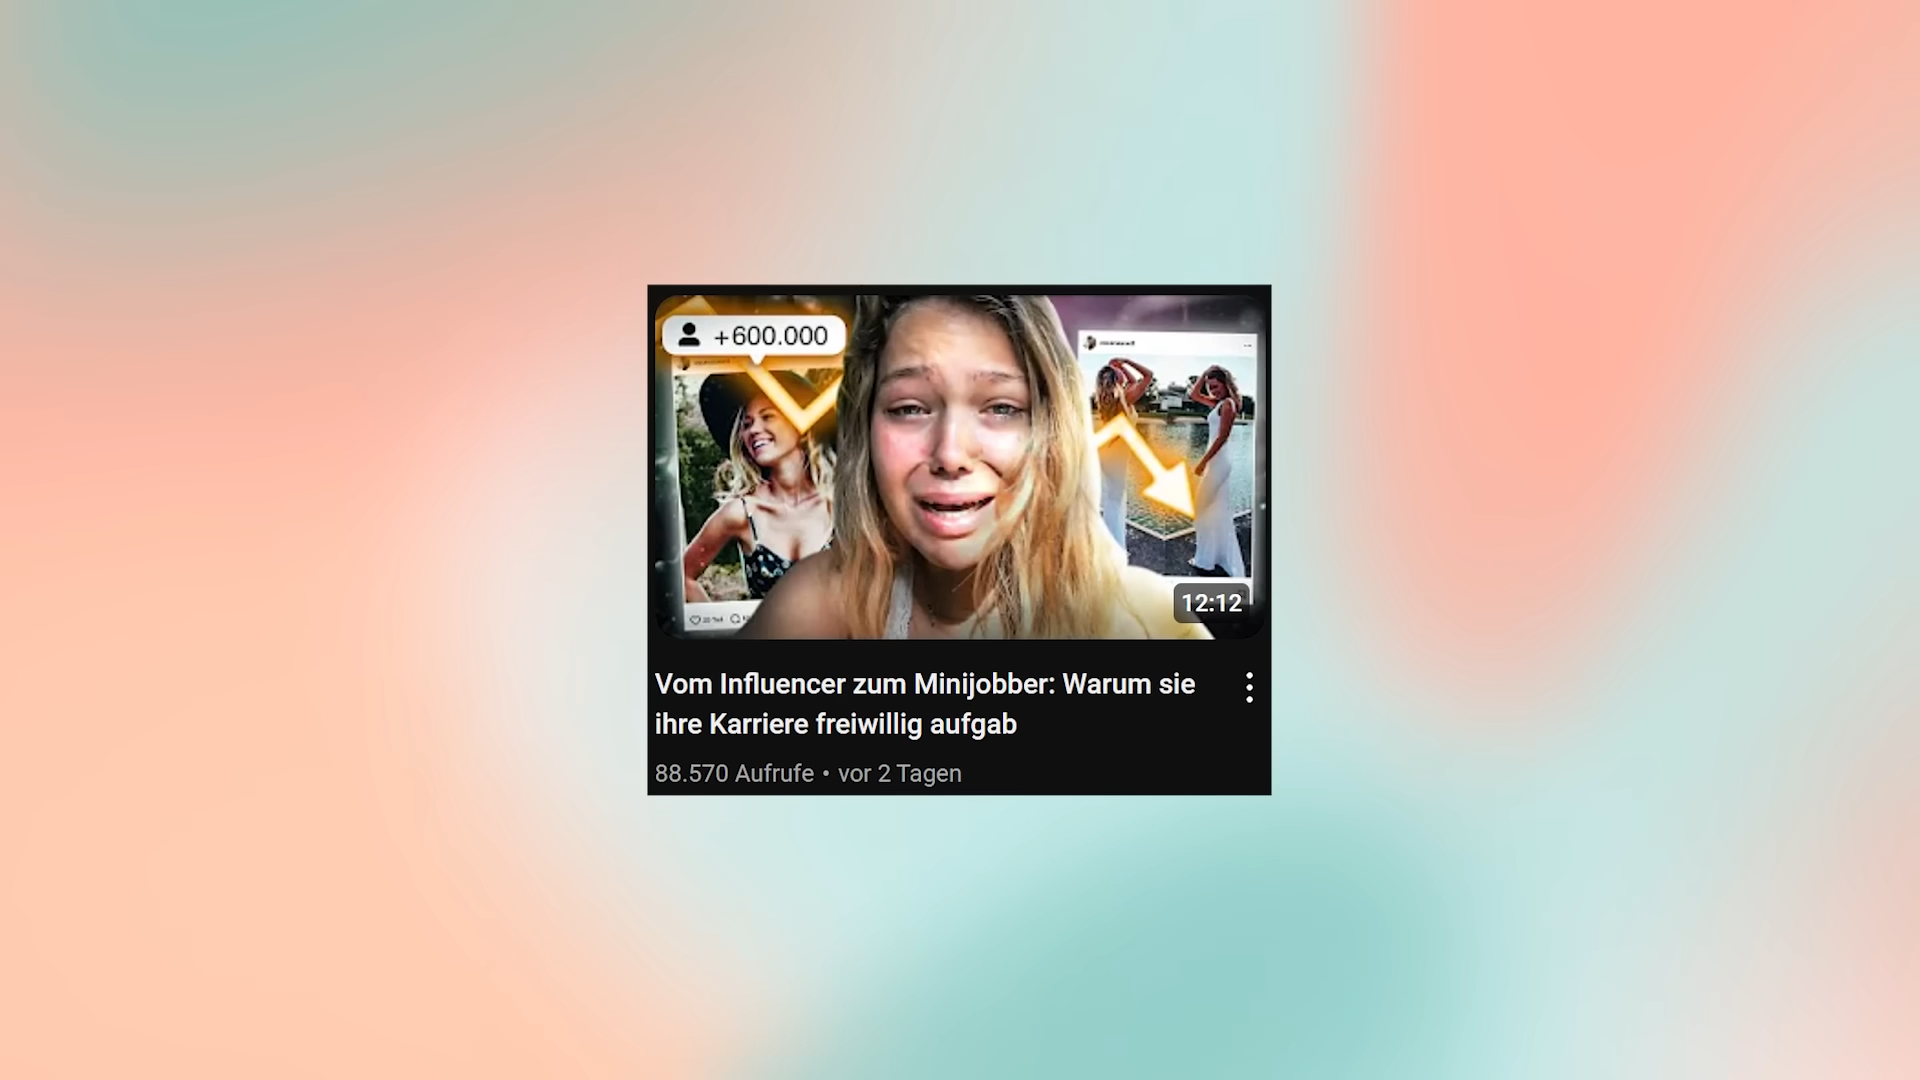 +600.000
12:12
Vom Influencer zum Minijobber: Warum sie
ihre Karriere freiwillig aufgab
88.570 Aufrufe • vor 2 Tagen